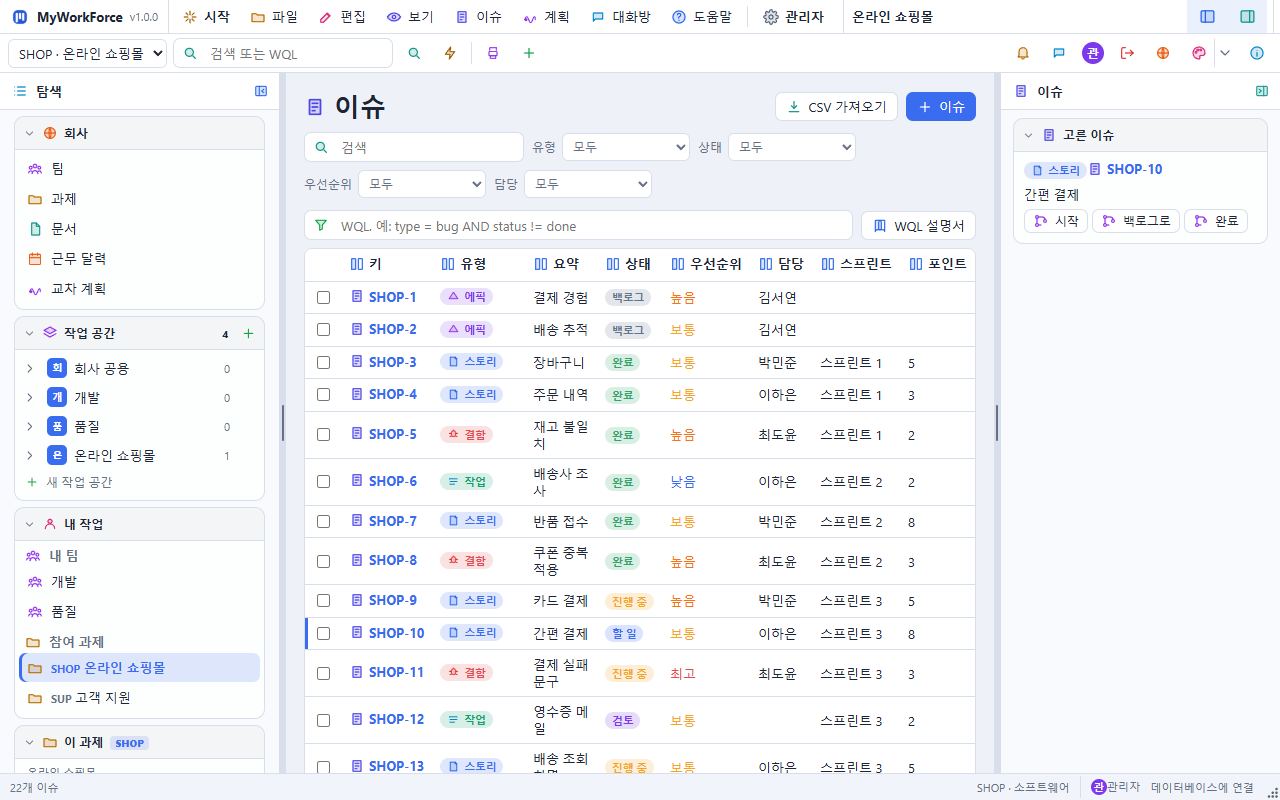 MyWorkForce v1.0.0 시작 파일 편집 보기 이슈 계획 대화방 도움말 관리자 온라인 쇼핑몰
SHOP · 온라인 쇼핑몰 검색 또는 WQL 관
탐색
회사
팀
과제
문서
근무 달력
교차 계획
작업 공간 4
회 회사 공용 0
개 개발 0
품 품질 0
온 온라인 쇼핑몰 1
새 작업 공간
내 작업
내 팀
개발
품질
참여 과제
SHOP 온라인 쇼핑몰
SUP 고객 지원
이 과제 SHOP
이슈 CSV 가져오기 이슈
검색 유형 모두 상태 모두
우선순위 모두 담당 모두
WQL. 예: type = bug AND status != done WQL 설명서
키 유형 요약 상태 우선순위 담당 스프린트 포인트
SHOP-1 에픽 결제 경험 백로그 높음 김서연
SHOP-2 에픽 배송 추적 백로그 보통 김서연
SHOP-3 스토리 장바구니 완료 보통 박민준 스프린트 1 5
SHOP-4 스토리 주문 내역 완료 보통 이하은 스프린트 1 3
SHOP-5 결함 재고 불일
치 완료 높음 최도윤 스프린트 1 2
SHOP-6 작업 배송사 조
사 완료 낮음 이하은 스프린트 2 2
SHOP-7 스토리 반품 접수 완료 보통 박민준 스프린트 2 8
SHOP-8 결함 쿠폰 중복
적용 완료 높음 최도윤 스프린트 2 3
SHOP-9 스토리 카드 결제 진행 중 높음 박민준 스프린트 3 5
SHOP-10 스토리 간편 결제 할 일 보통 이하은 스프린트 3 8
SHOP-11 결함 결제 실패
문구 진행 중 최고 최도윤 스프린트 3 3
SHOP-12 작업 영수증 메
일 검토 보통 스프린트 3 2
SHOP-13 스토리 배송 조회 진행 중 보통 이하은 스프린트 3 5
이슈
고른 이슈
스토리 SHOP-10
간편 결제
시작 백로그로 완료
22개 이슈 SHOP · 소프트웨어 관 관리자 데이터베이스에 연결